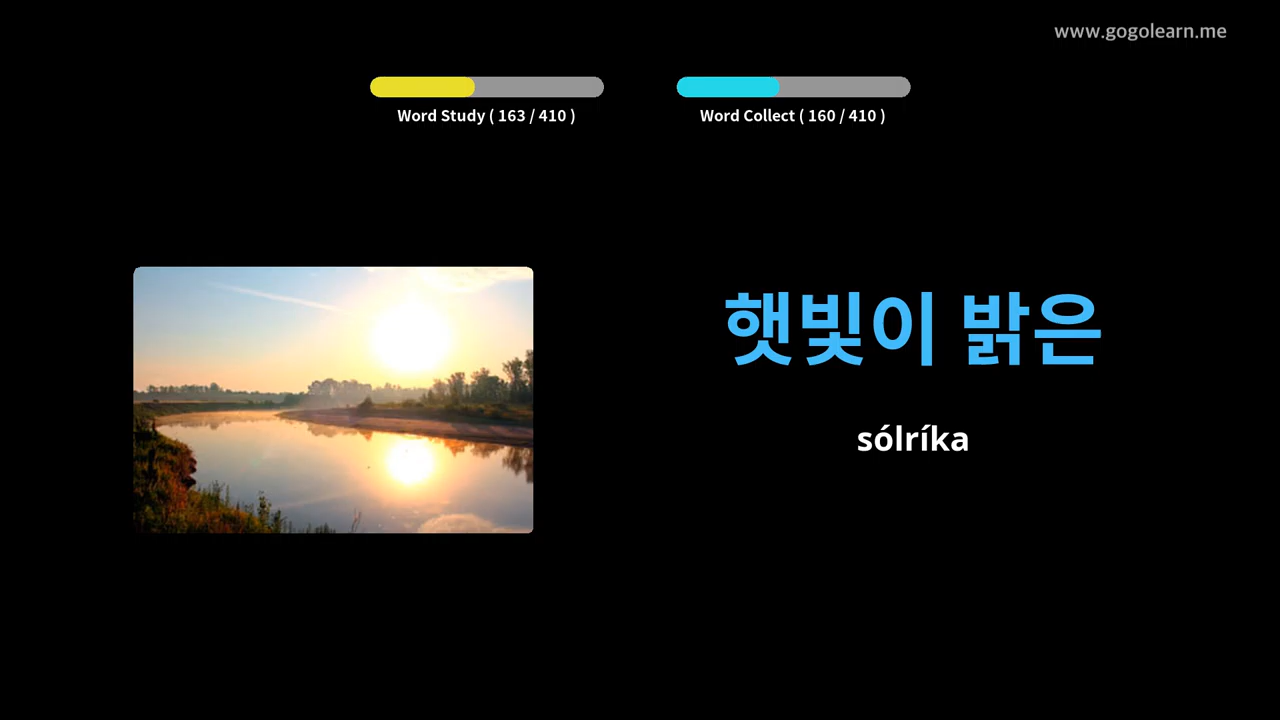 www.gogolearn.me
Word Study ( 163 / 410 )
Word Collect ( 160 / 410 )
햇빛이 밝은
sólríka